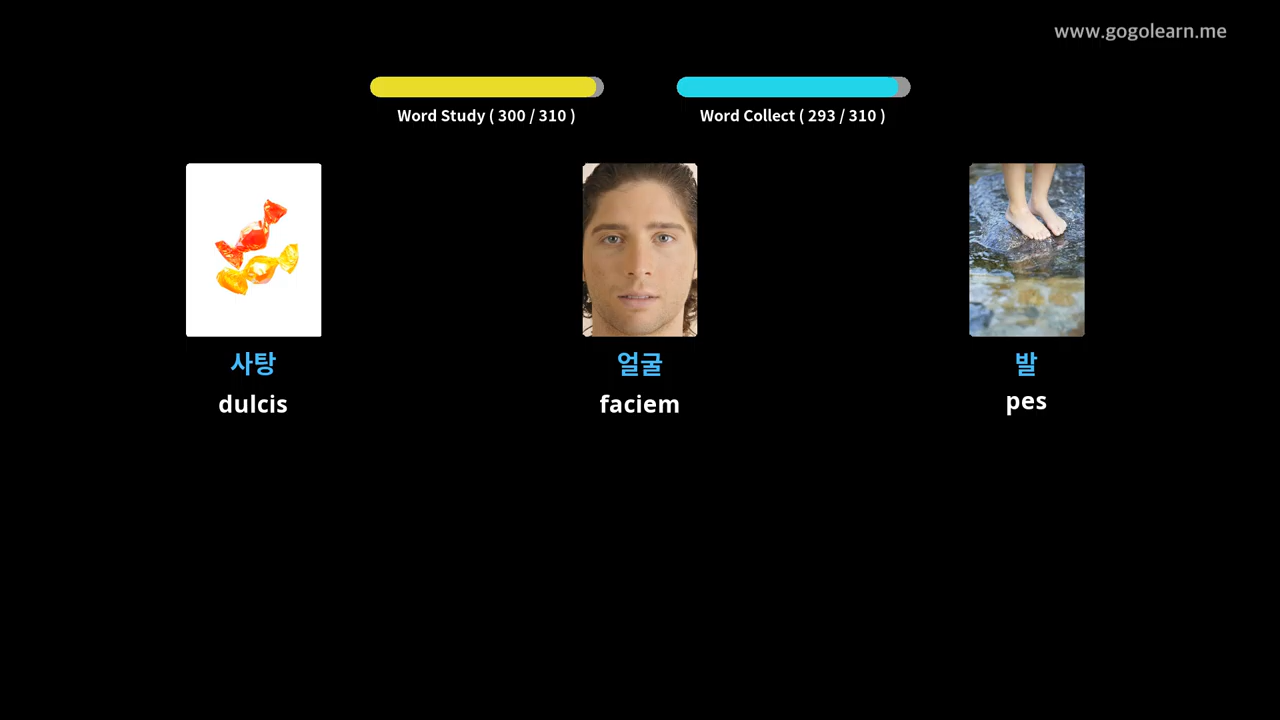 www.gogolearn.me
Word Study ( 300 / 310 )
Word Collect ( 293 / 310 )
사탕
dulcis
얼굴
faciem
발
pes